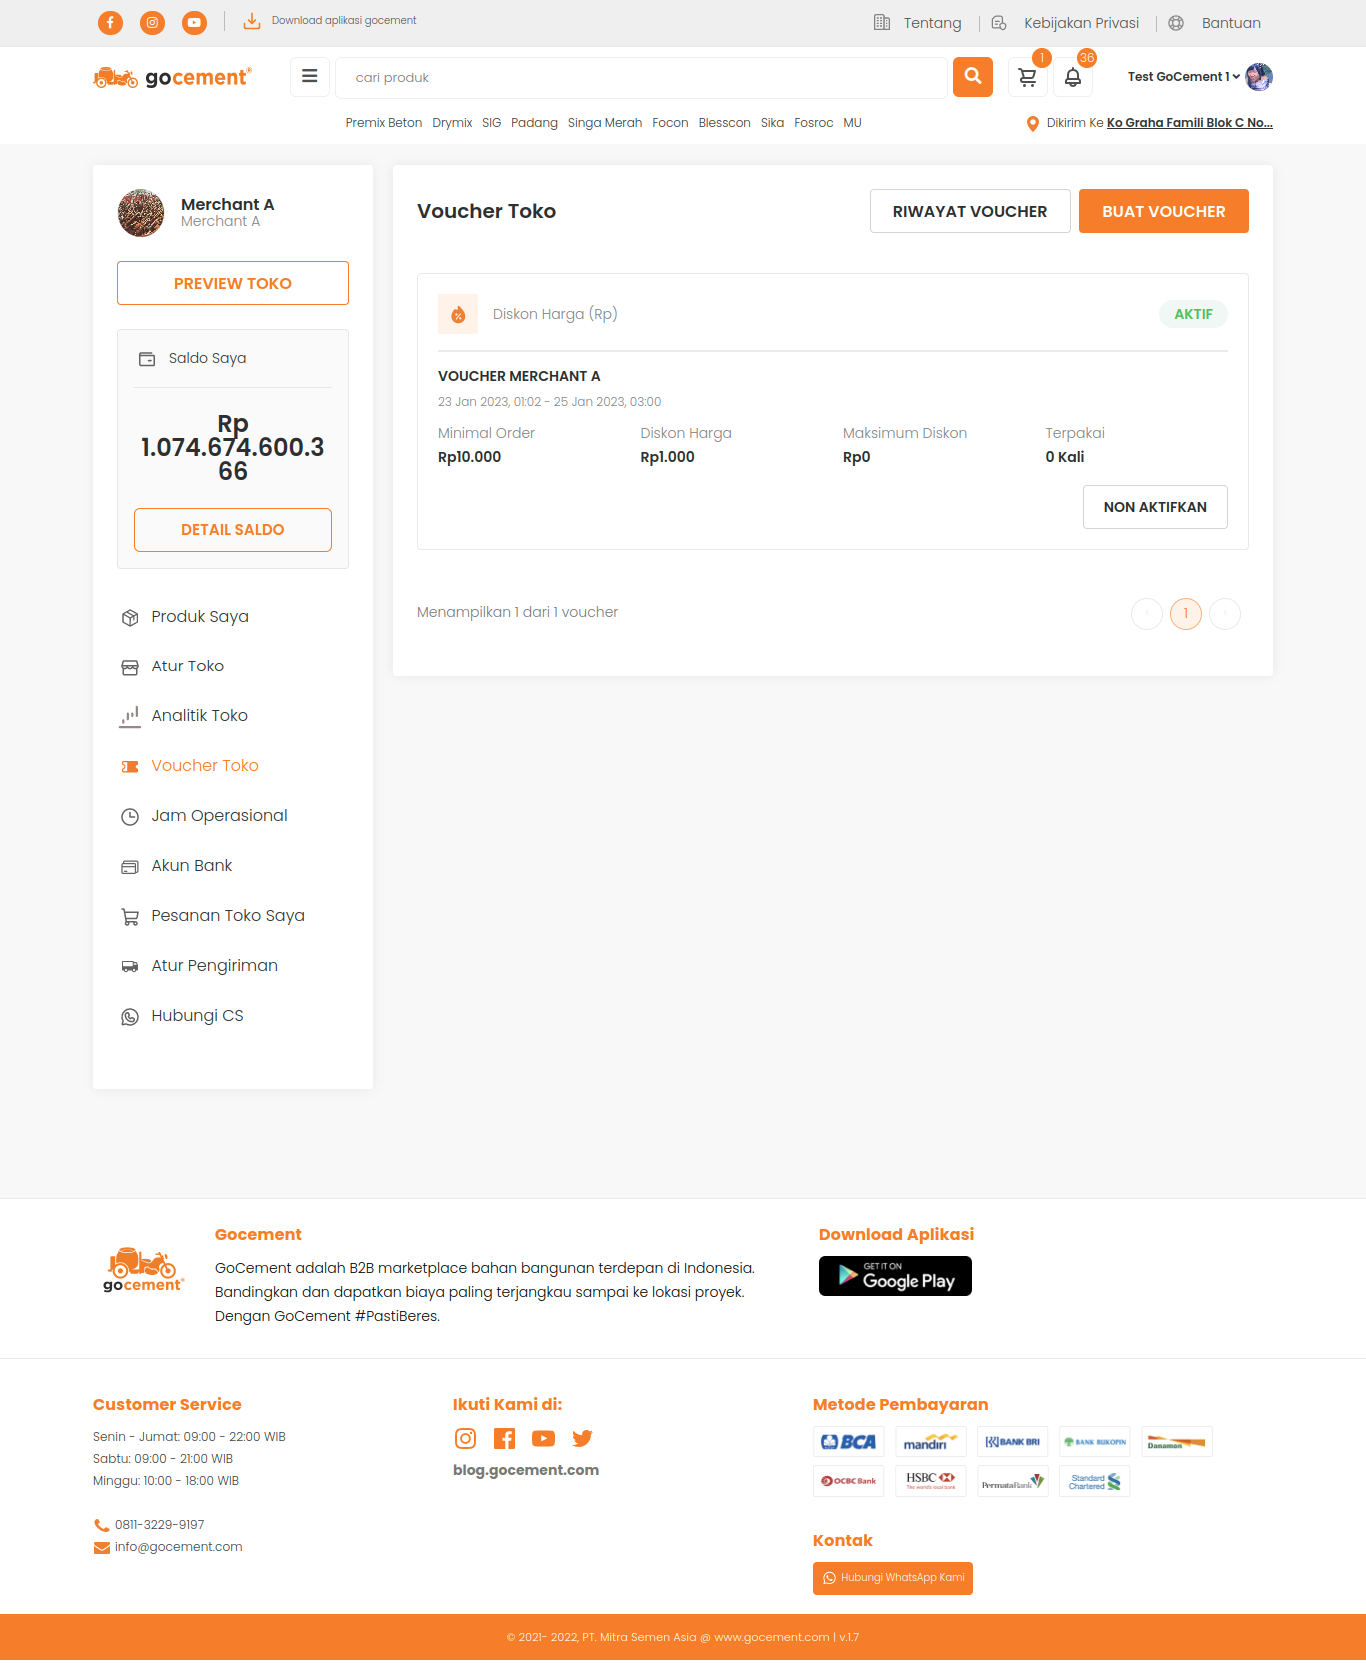 Download aplikasi gocement
Tentang
Kebijakan Privasi
Bantuan
gocement®
cari produk
1
36
Test GoCement 1
Premix Beton Drymix SIG Padang Singa Merah Focon Blesscon Sika Fosroc MU
Dikirim Ke Ko Graha Famili Blok C No...
Merchant A
Merchant A
PREVIEW TOKO
Saldo Saya
Rp
1.074.674.600.3
66
DETAIL SALDO
Produk Saya
Atur Toko
Analitik Toko
Voucher Toko
Jam Operasional
Akun Bank
Pesanan Toko Saya
Atur Pengiriman
Hubungi CS
Voucher Toko
RIWAYAT VOUCHER
BUAT VOUCHER
Diskon Harga (Rp)
AKTIF
VOUCHER MERCHANT A
23 Jan 2023, 01:02 - 25 Jan 2023, 03:00
Minimal Order
Rp10.000
Diskon Harga
Rp1.000
Maksimum Diskon
Rp0
Terpakai
0 Kali
NON AKTIFKAN
Menampilkan 1 dari 1 voucher
‹ 1 ›
gocement®
Gocement
GoCement adalah B2B marketplace bahan bangunan terdepan di Indonesia.
Bandingkan dan dapatkan biaya paling terjangkau sampai ke lokasi proyek.
Dengan GoCement #PastiBeres.
Download Aplikasi
GET IT ON
Google Play
Customer Service
Senin - Jumat: 09:00 - 22:00 WIB
Sabtu: 09:00 - 21:00 WIB
Minggu: 10:00 - 18:00 WIB
0811-3229-9197
info@gocement.com
Ikuti Kami di:
blog.gocement.com
Metode Pembayaran
BCA
mandiri
BANK BRI
BANK BUKOPIN
Danamon
OCBC Bank
HSBC
The world's local bank
PermataBank
Standard
Chartered
Kontak
Hubungi WhatsApp Kami
© 2021- 2022, PT. Mitra Semen Asia @ www.gocement.com | v.1.7